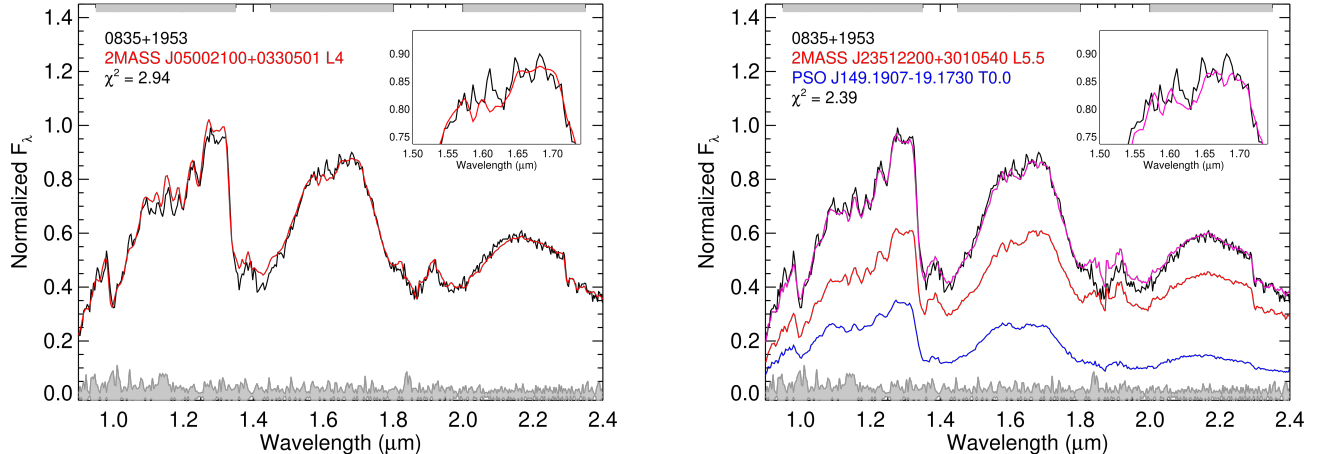 0835+1953
2MASS J05002100+0330501 L4
χ² = 2.94
Normalized Fλ
1.4
1.2
1.0
0.8
0.6
0.4
0.2
0.0
1.0 1.2 1.4 1.6 1.8 2.0 2.2 2.4
Wavelength (μm)
0.90
0.85
0.80
0.75
1.50 1.55 1.60 1.65 1.70
Wavelength (μm)
0835+1953
2MASS J23512200+3010540 L5.5
PSO J149.1907-19.1730 T0.0
χ² = 2.39
Normalized Fλ
1.4
1.2
1.0
0.8
0.6
0.4
0.2
0.0
1.0 1.2 1.4 1.6 1.8 2.0 2.2 2.4
Wavelength (μm)
0.90
0.85
0.80
0.75
1.50 1.55 1.60 1.65 1.70
Wavelength (μm)